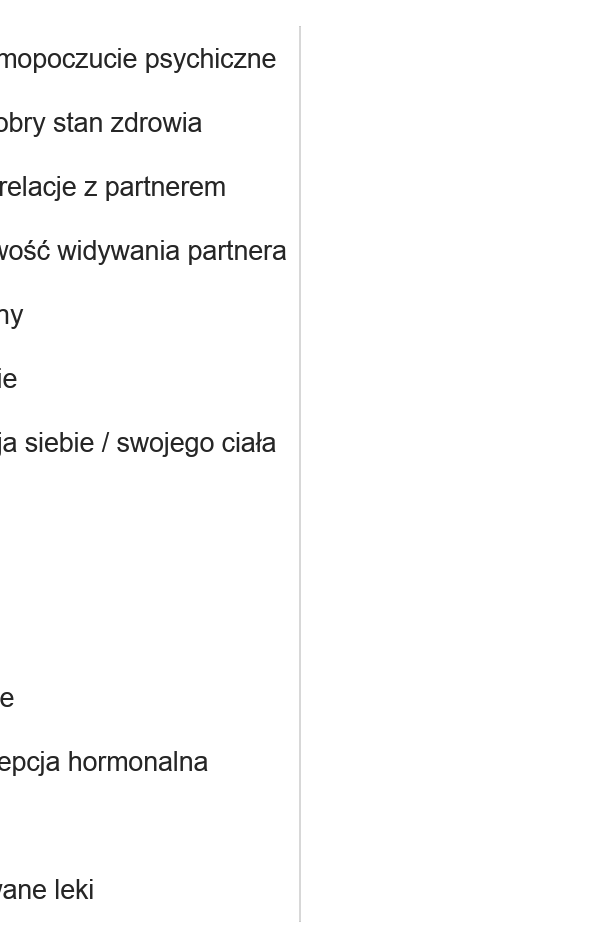 mopoczucie psychiczne
obry stan zdrowia
relacje z partnerem
wość widywania partnera
ny
ie
ja siebie / swojego ciała
e
epcja hormonalna
wane leki